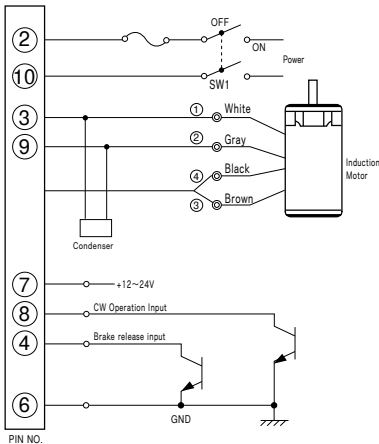 OFF
②
ON
Power
⑩
SW1
③
① White
⑨
② Gray
④ Black
Induction
Motor
③ Brown
Condenser
⑦
+12~24V
⑧
CW Operation Input
④
Brake release input
⑥
GND
PIN NO.